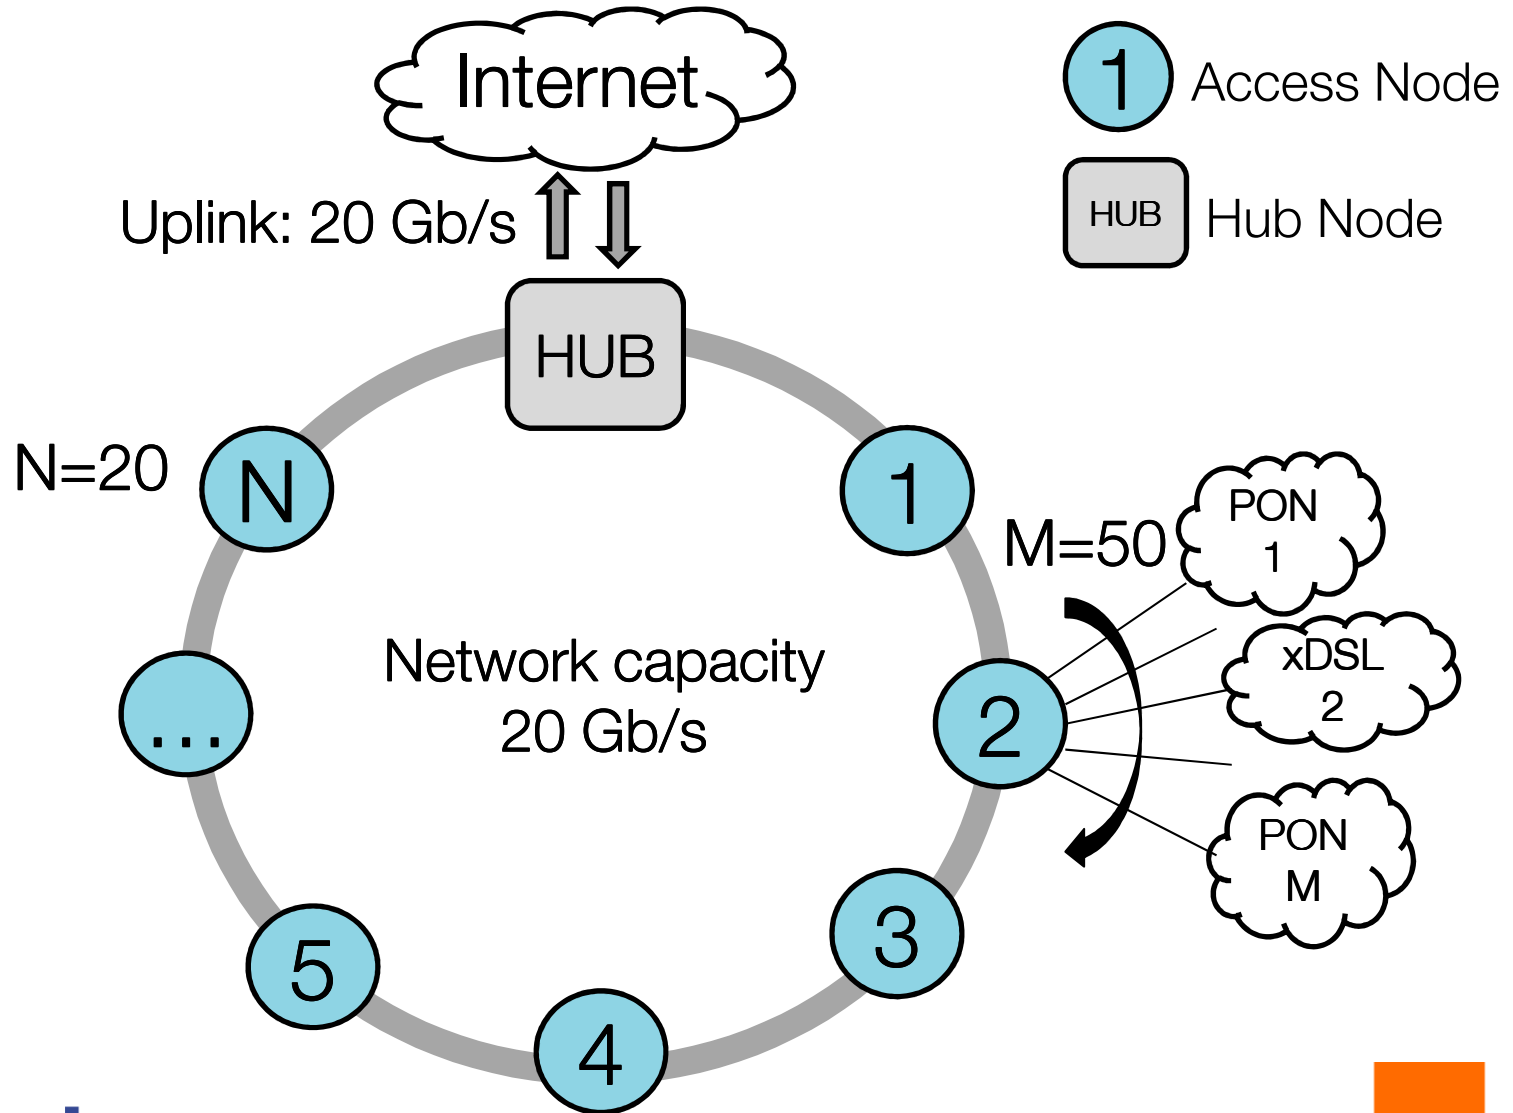 Internet
1
Access Node
Uplink: 20 Gb/s
HUB
Hub Node
HUB
N=20
N
1
M=50
PON
1
Network capacity
20 Gb/s
xDSL
2
...
2
PON
M
5
3
4